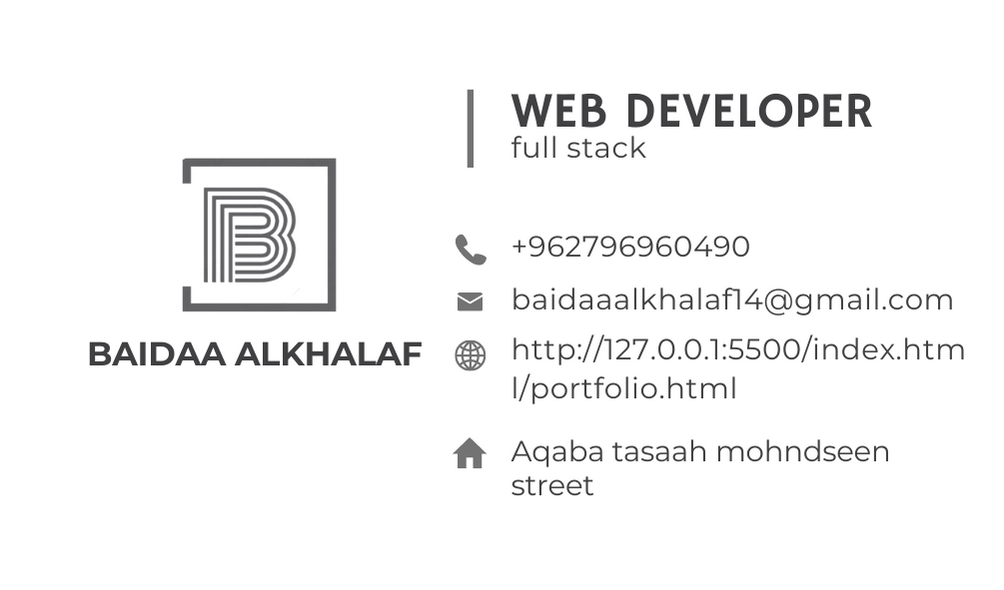 B
BAIDAA ALKHALAF
WEB DEVELOPER
full stack
+962796960490
baidaaalkhalaf14@gmail.com
http://127.0.0.1:5500/index.htm
l/portfolio.html
Aqaba tasaah mohndseen
street